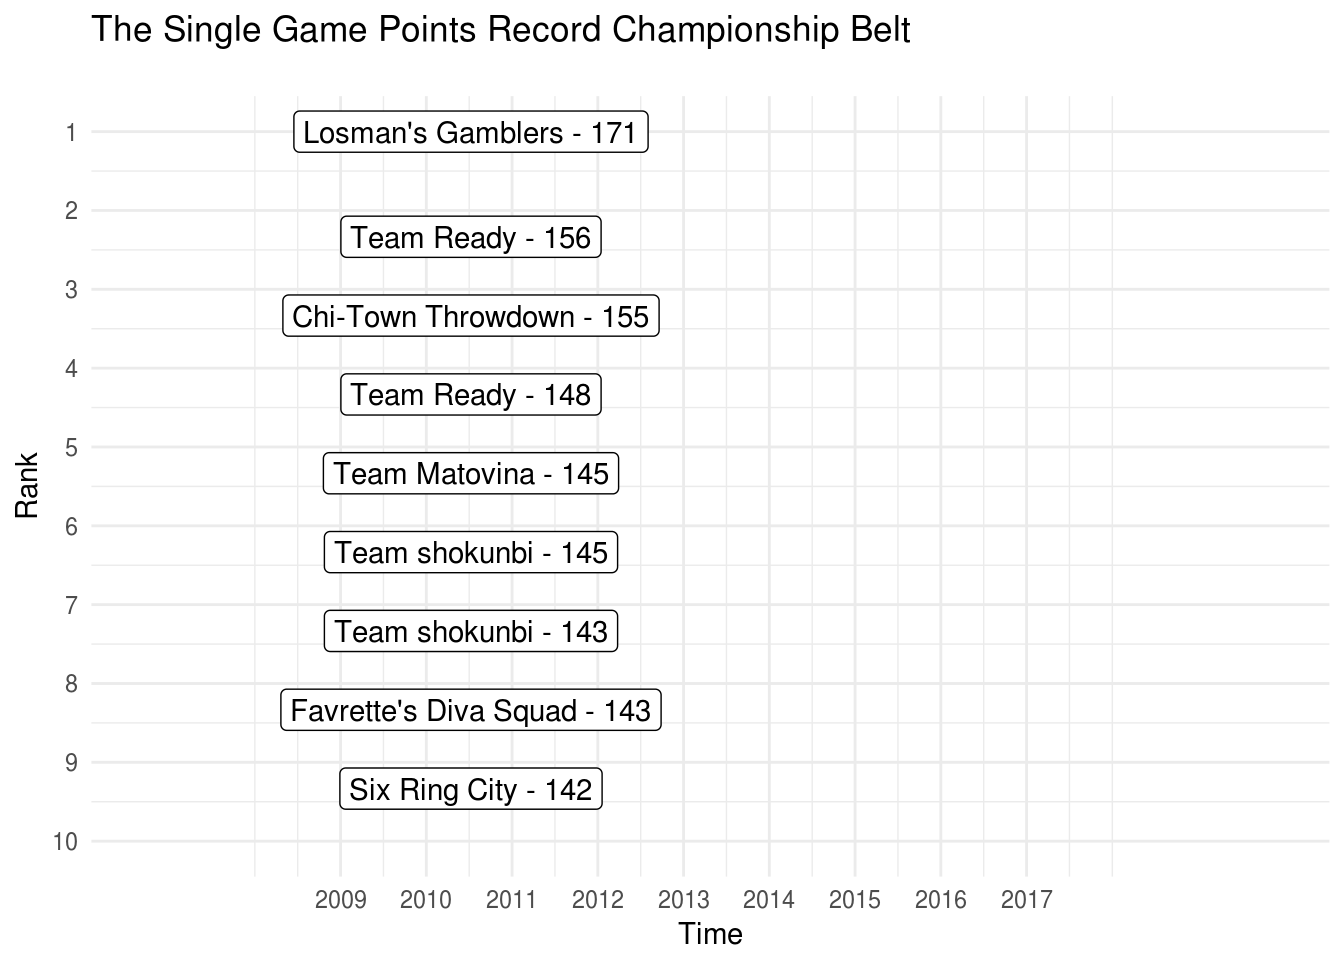 The Single Game Points Record Championship Belt
1
Losman's Gamblers - 171
2
Team Ready - 156
3
Chi-Town Throwdown - 155
4
Team Ready - 148
5
Team Matovina - 145
6
Team shokunbi - 145
7
Team shokunbi - 143
8
Favrette's Diva Squad - 143
9
Six Ring City - 142
10
Rank
2009 2010 2011 2012 2013 2014 2015 2016 2017
Time